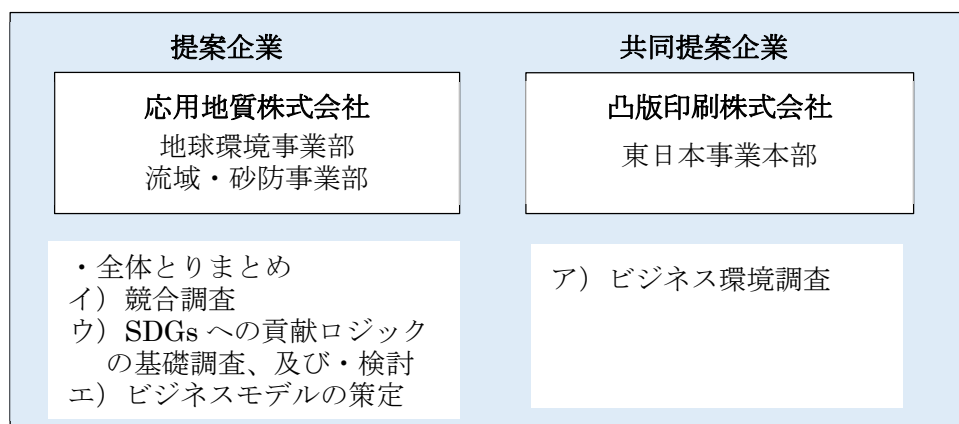 提案企業
応用地質株式会社
地球環境事業部
流域・砂防事業部
・全体とりまとめ
イ）競合調査
ウ）SDGs への貢献ロジック
の基礎調査、及び・検討
エ）ビジネスモデルの策定
共同提案企業
凸版印刷株式会社
東日本事業本部
ア）ビジネス環境調査